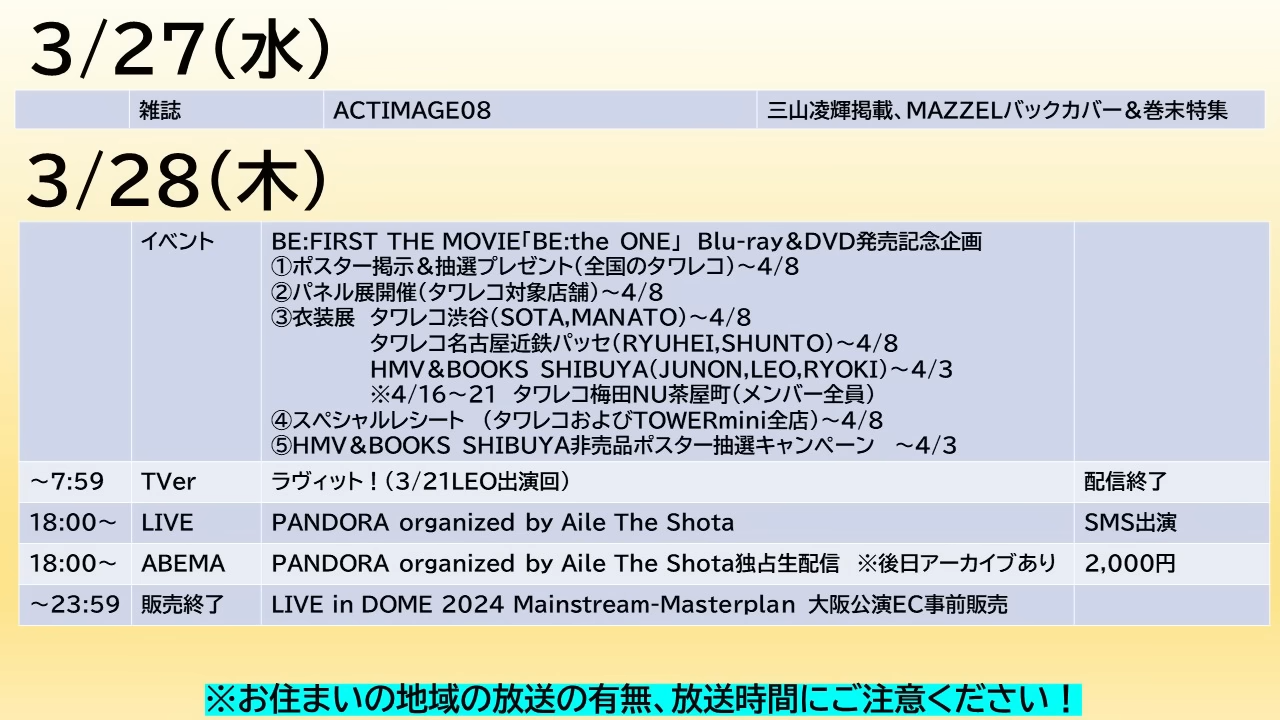 3/27(水)
雑誌 ACTIMAGE08 三山凌輝掲載、MAZZELバックカバー＆巻末特集
3/28(木)
イベント BE:FIRST THE MOVIE「BE:the ONE」 Blu-ray&DVD発売記念企画
①ポスター掲示＆抽選プレゼント(全国のタワレコ)～4/8
②パネル展開催(タワレコ対象店舗)～4/8
③衣装展 タワレコ渋谷(SOTA,MANATO)～4/8
タワレコ名古屋近鉄パッセ(RYUHEI,SHUNTO)～4/8
HMV&BOOKS SHIBUYA(JUNON,LEO,RYOKI)～4/3
※4/16～21 タワレコ梅田NU茶屋町(メンバー全員)
④スペシャルレシート (タワレコおよびTOWERmini全店)～4/8
⑤HMV&BOOKS SHIBUYA非売品ポスター抽選キャンペーン ～4/3
～7:59 TVer ラヴィット！(3/21LEO出演回) 配信終了
18:00～ LIVE PANDORA organized by Aile The Shota SMS出演
18:00～ ABEMA PANDORA organized by Aile The Shota独占生配信 ※後日アーカイブあり 2,000円
～23:59 販売終了 LIVE in DOME 2024 Mainstream-Masterplan 大阪公演EC事前販売
※お住まいの地域の放送の有無、放送時間にご注意ください！